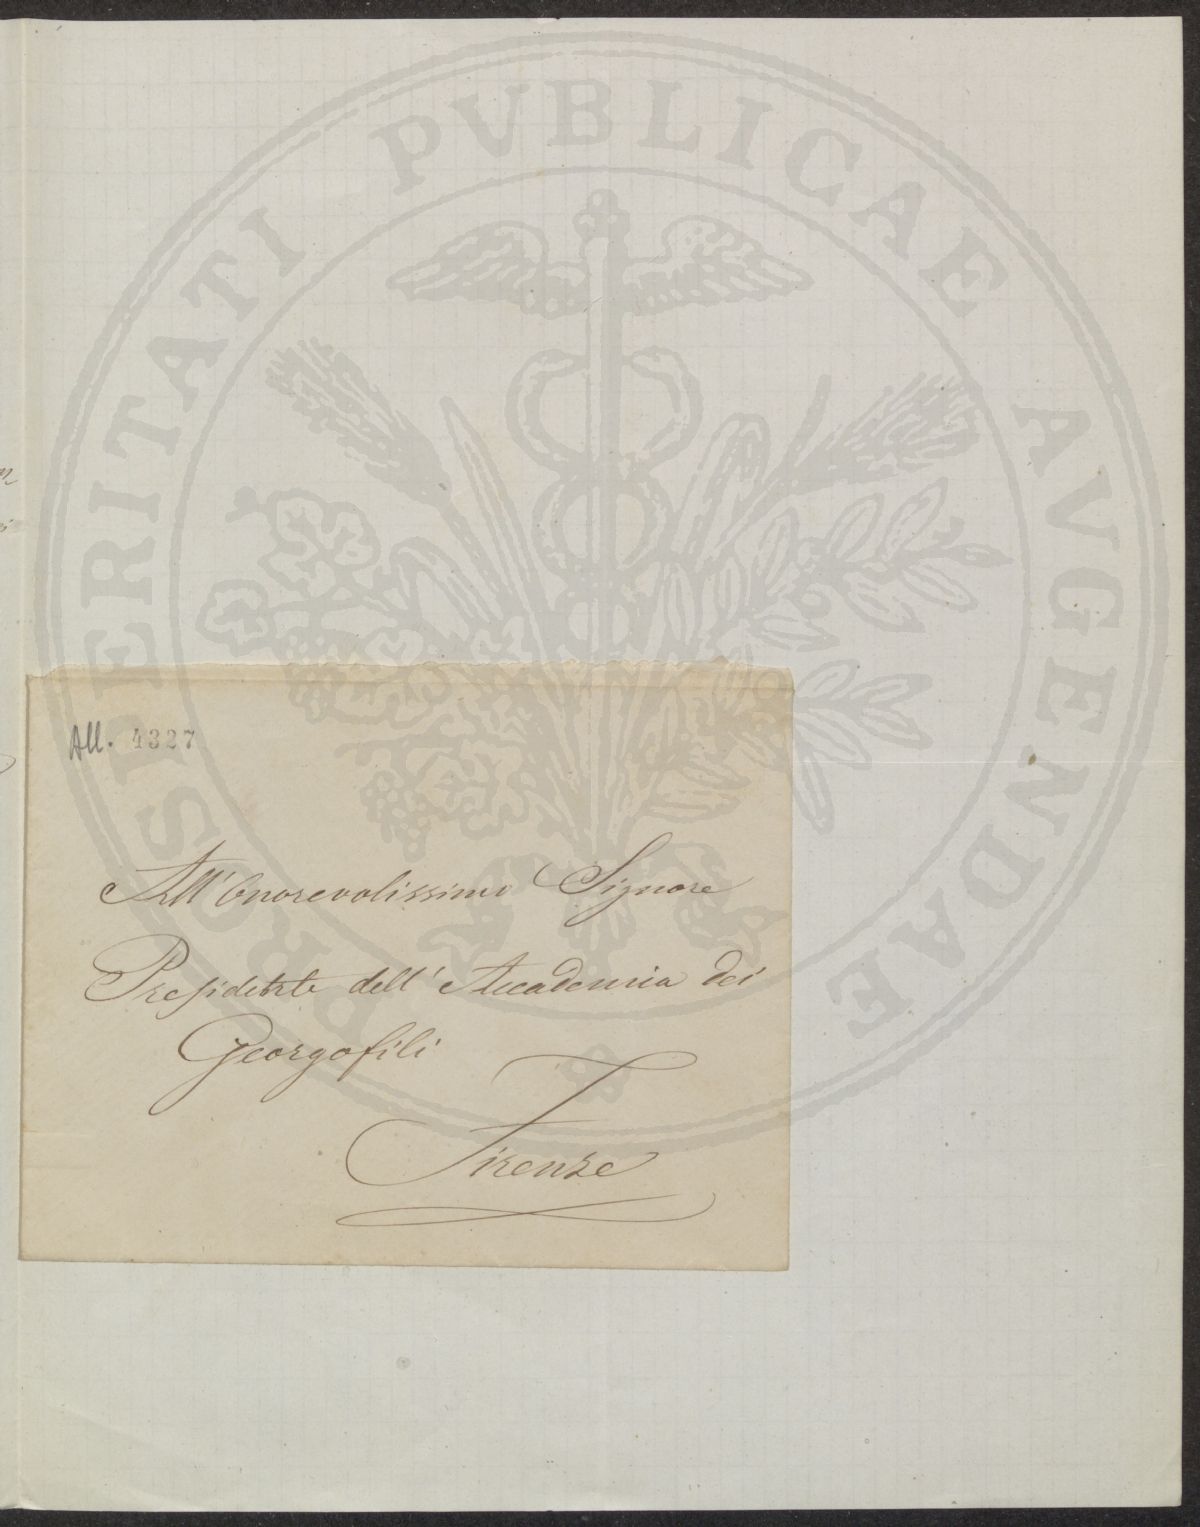 PROSPERITATI PVBLICAE AVGENDAE
All. 4327
All'Onorevolissimo Signore
Presidente dell'Accademia dei
Georgofili
Firenze